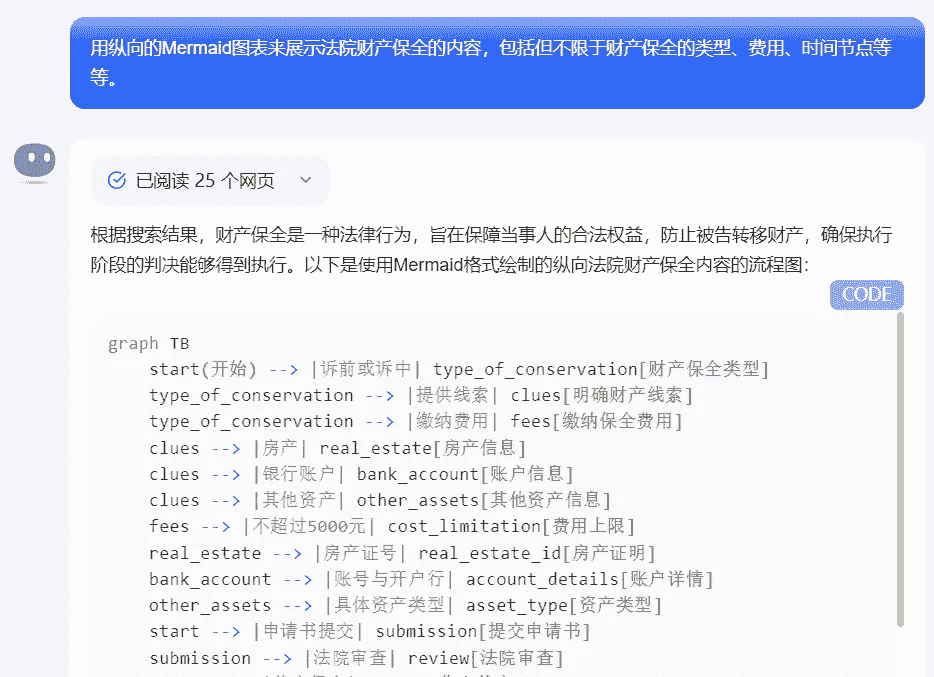 用纵向的Mermaid图表来展示法院财产保全的内容，包括但不限于财产保全的类型、费用、时间节点等
等。
已阅读 25 个网页
根据搜索结果，财产保全是一种法律行为，旨在保障当事人的合法权益，防止被告转移财产，确保执行
阶段的判决能够得到执行。以下是使用Mermaid格式绘制的纵向法院财产保全内容的流程图：
CODE
graph TB
start(开始) --> |诉前或诉中| type_of_conservation[财产保全类型]
type_of_conservation --> |提供线索| clues[明确财产线索]
type_of_conservation --> |缴纳费用| fees[缴纳保全费用]
clues --> |房产| real_estate[房产信息]
clues --> |银行账户| bank_account[账户信息]
clues --> |其他资产| other_assets[其他资产信息]
fees --> |不超过5000元| cost_limitation[费用上限]
real_estate --> |房产证号| real_estate_id[房产证明]
bank_account --> |账号与开户行| account_details[账户详情]
other_assets --> |具体资产类型| asset_type[资产类型]
start --> |申请书提交| submission[提交申请书]
submission --> |法院审查| review[法院审查]